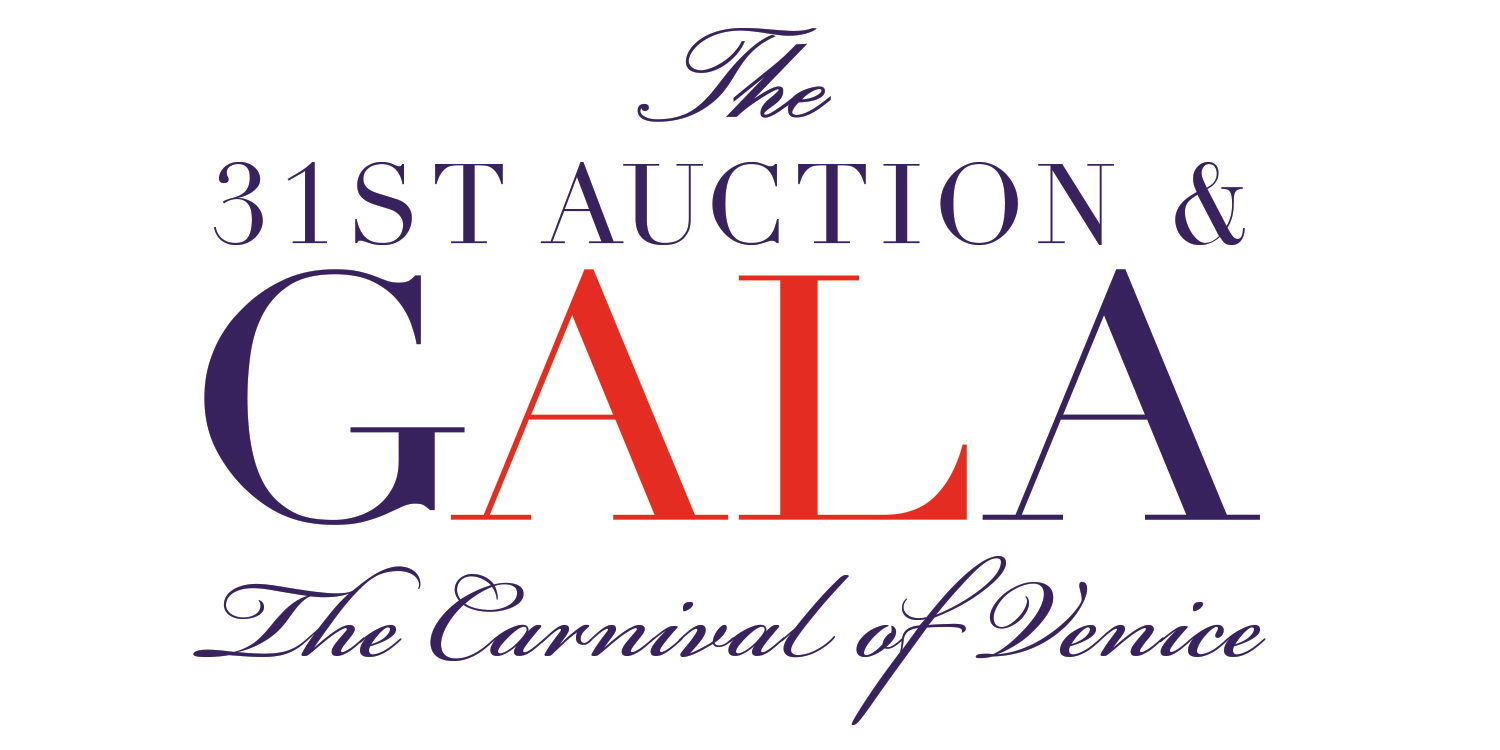 The
31ST AUCTION &
GALA
The Carnival of Venice